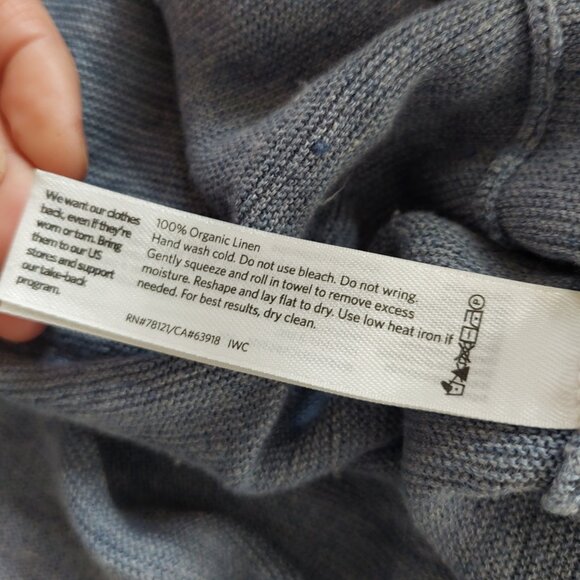 We want our clothes
back, even if they're
worn or torn. Bring
them to our US
stores and support
our take-back
program.
100% Organic Linen
Hand wash cold. Do not use bleach. Do not wring.
Gently squeeze and roll in towel to remove excess
moisture. Reshape and lay flat to dry. Use low heat iron if
needed. For best results, dry clean.
RN#78121/CA#63918 IWC
P